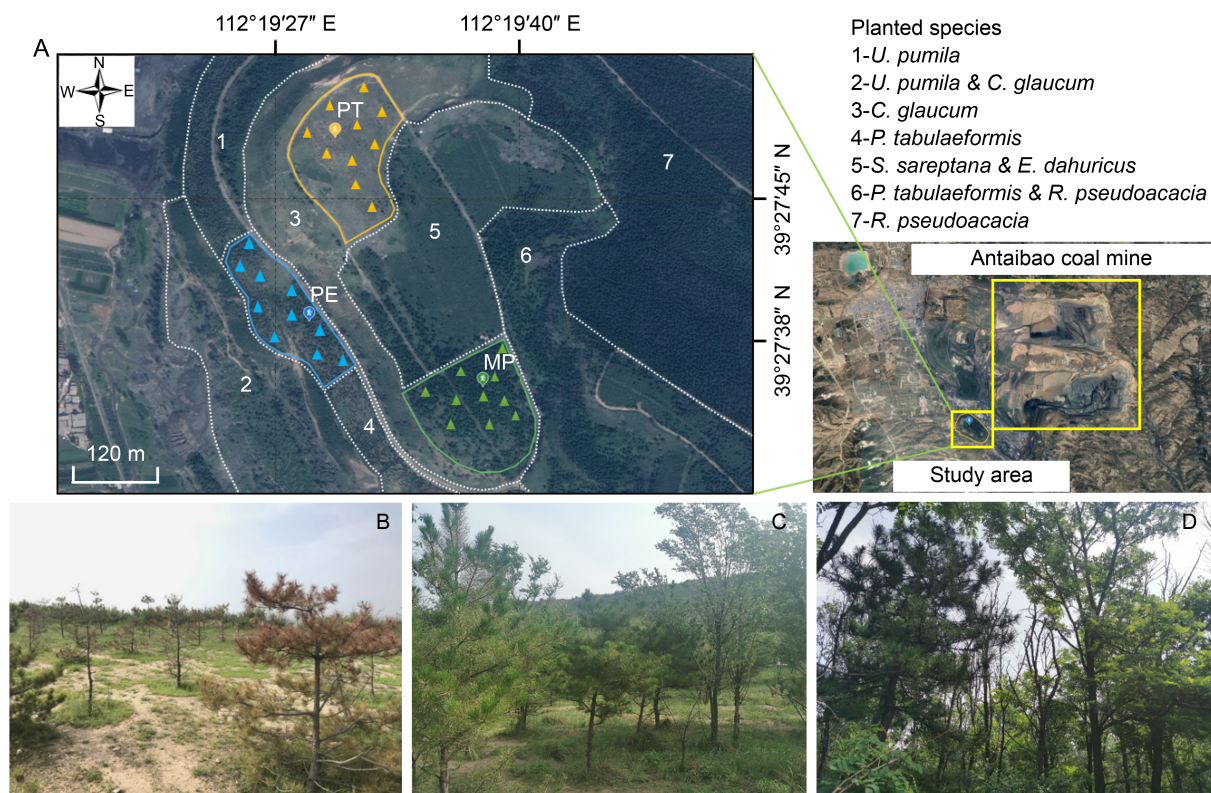 112°19′27″ E
112°19′40″ E
A
N
W
E
S
PT
1
7
3
5
6
PE
MP
2
4
120 m
39°27′45″ N
39°27′38″ N
Planted species
1-U. pumila
2-U. pumila & C. glaucum
3-C. glaucum
4-P. tabulaeformis
5-S. sareptana & E. dahuricus
6-P. tabulaeformis & R. pseudoacacia
7-R. pseudoacacia
Antaibao coal mine
Study area
B
C
D